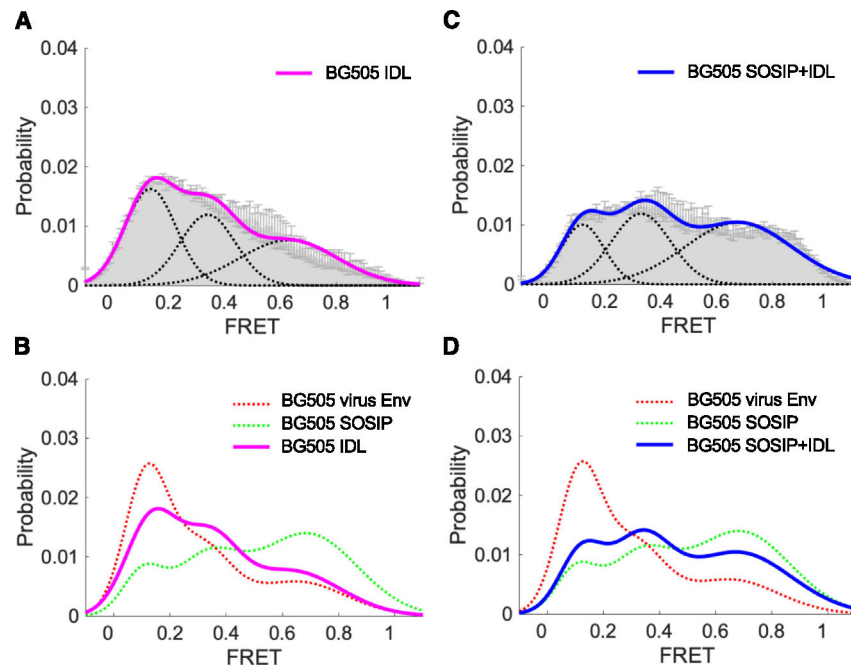 A
0.04
0.03
0.02
0.01
0
Probability
BG505 IDL
0 0.2 0.4 0.6 0.8 1
FRET
C
0.04
0.03
0.02
0.01
0
Probability
BG505 SOSIP+IDL
0 0.2 0.4 0.6 0.8 1
FRET
B
0.04
0.03
0.02
0.01
0
Probability
BG505 virus Env
BG505 SOSIP
BG505 IDL
0 0.2 0.4 0.6 0.8 1
FRET
D
0.04
0.03
0.02
0.01
0
Probability
BG505 virus Env
BG505 SOSIP
BG505 SOSIP+IDL
0 0.2 0.4 0.6 0.8 1
FRET